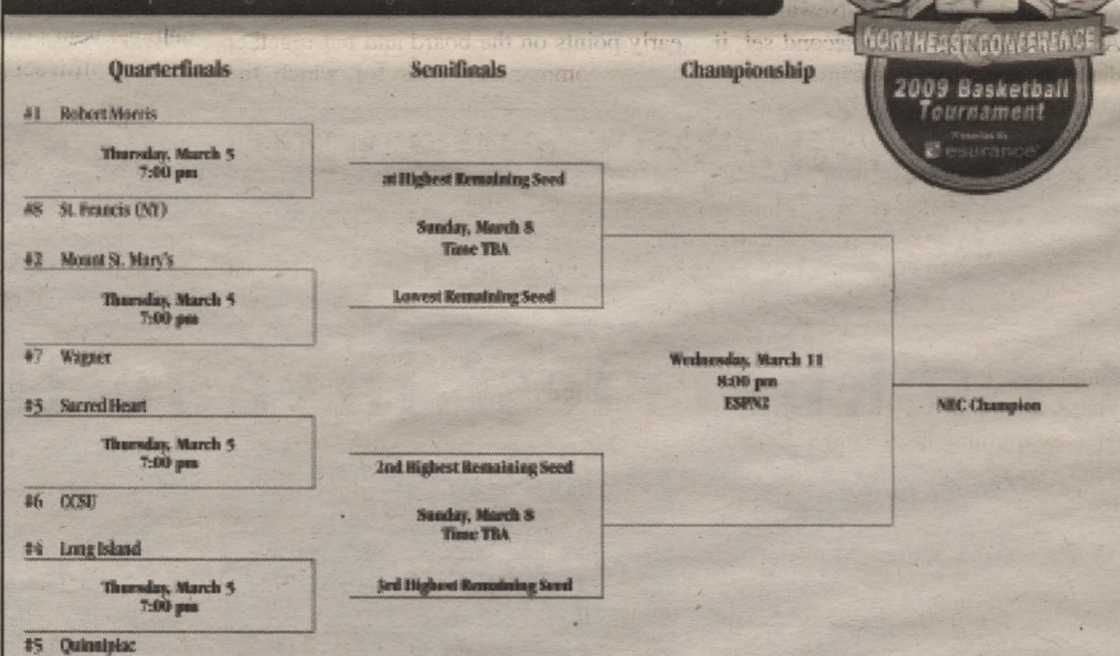 NORTHEAST CONFERENCE
2009 Basketball
Tournament
Presented By
esurance
Quarterfinals
Semifinals
Championship
#1 Robert Morris
Thursday, March 5
7:00 pm
#8 St. Francis (NY)
#2 Mount St. Mary's
Thursday, March 5
7:00 pm
#7 Wagner
#3 Sacred Heart
Thursday, March 5
7:00 pm
#6 CCSU
#4 Long Island
Thursday, March 5
7:00 pm
#5 Quinnipiac
at Highest Remaining Seed
Sunday, March 8
Time TBA
Lowest Remaining Seed
2nd Highest Remaining Seed
Sunday, March 8
Time TBA
3rd Highest Remaining Seed
Wednesday, March 11
8:00 pm
ESPN2
NEC Champion